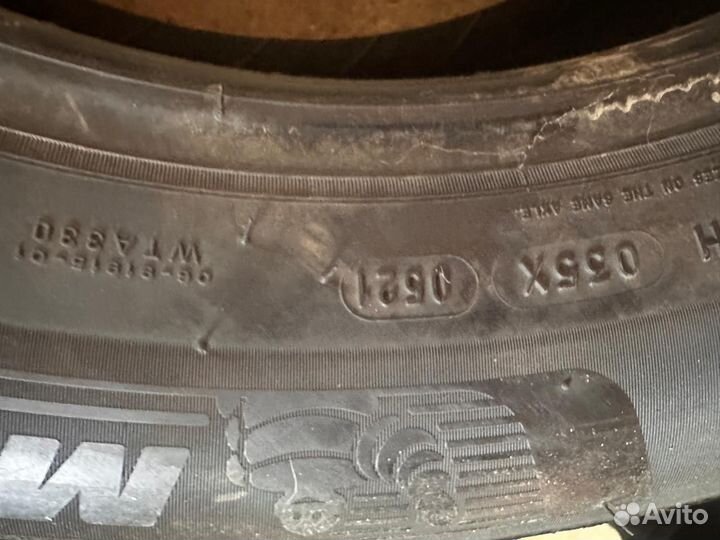 ON THE SAME AXLE.
H
035X
0521
WTA330
M
Avito